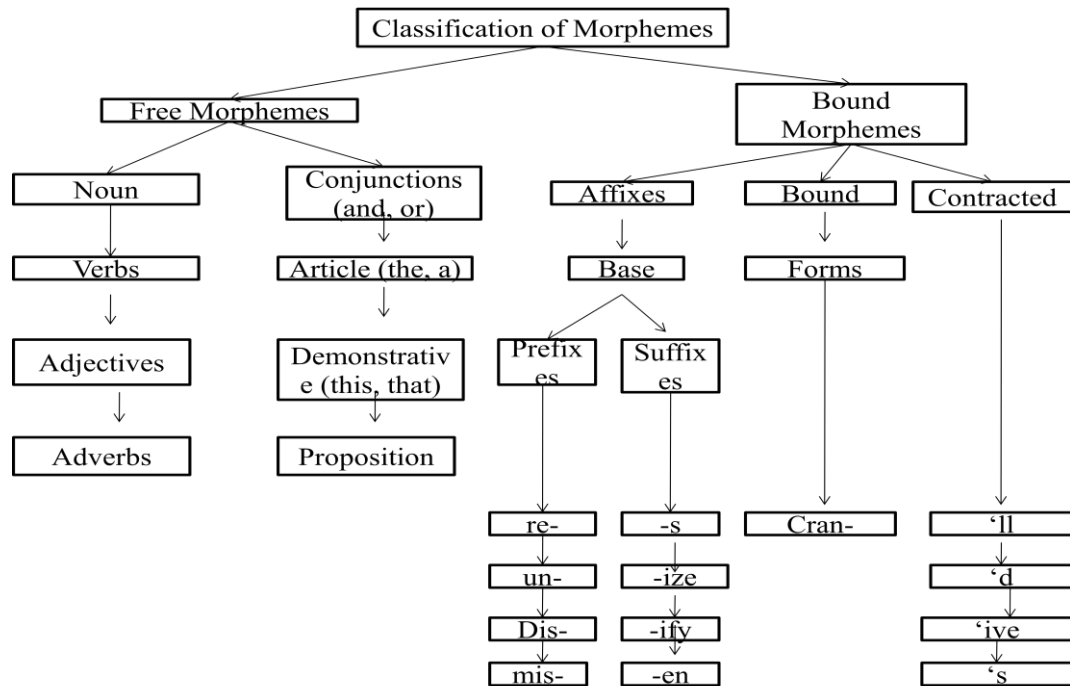 Classification of Morphemes
Free Morphemes
Bound
Morphemes
Noun
Conjunctions
(and, or)
Affixes
Bound
Contracted
Verbs
Article (the, a)
Base
Forms
Adjectives
Demonstrativ
e (this, that)
Prefix
es
Suffix
es
Adverbs
Proposition
re-
-s
Cran-
‘ll
un-
-ize
‘d
Dis-
-ify
‘ive
mis-
-en
‘s